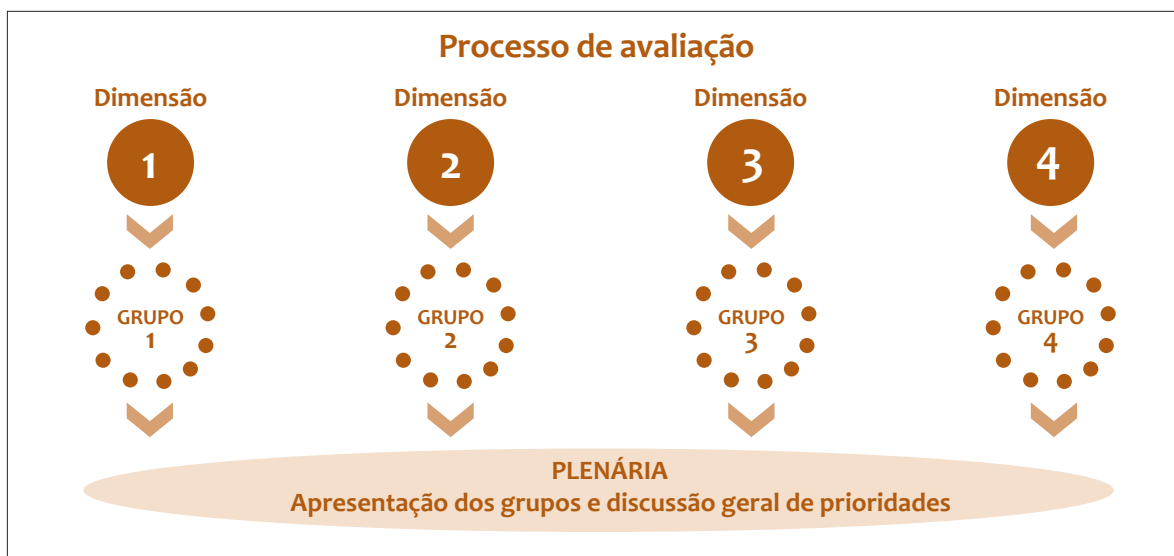 Processo de avaliação
Dimensão Dimensão Dimensão Dimensão
1 2 3 4
GRUPO GRUPO GRUPO GRUPO
1 2 3 4
PLENÁRIA
Apresentação dos grupos e discussão geral de prioridades